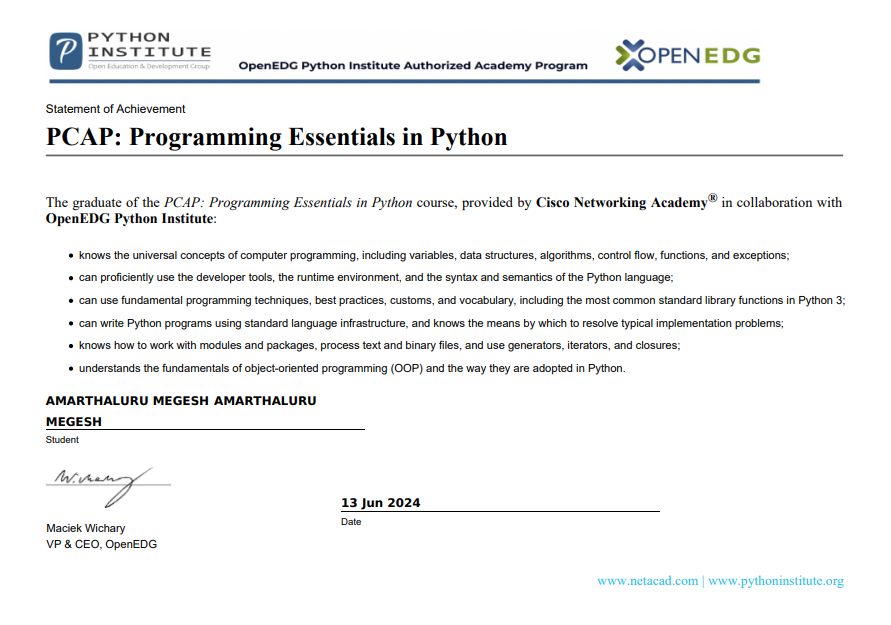 PYTHON
INSTITUTE
Open Education & Development Group
OpenEDG Python Institute Authorized Academy Program
OPENEDG
Statement of Achievement
PCAP: Programming Essentials in Python
The graduate of the PCAP: Programming Essentials in Python course, provided by Cisco Networking Academy® in collaboration with
OpenEDG Python Institute:
• knows the universal concepts of computer programming, including variables, data structures, algorithms, control flow, functions, and exceptions;
• can proficiently use the developer tools, the runtime environment, and the syntax and semantics of the Python language;
• can use fundamental programming techniques, best practices, customs, and vocabulary, including the most common standard library functions in Python 3;
• can write Python programs using standard language infrastructure, and knows the means by which to resolve typical implementation problems;
• knows how to work with modules and packages, process text and binary files, and use generators, iterators, and closures;
• understands the fundamentals of object-oriented programming (OOP) and the way they are adopted in Python.
AMARTHALURU MEGESH AMARTHALURU
MEGESH
Student
13 Jun 2024
Date
Maciek Wichary
VP & CEO, OpenEDG
www.netacad.com | www.pythoninstitute.org